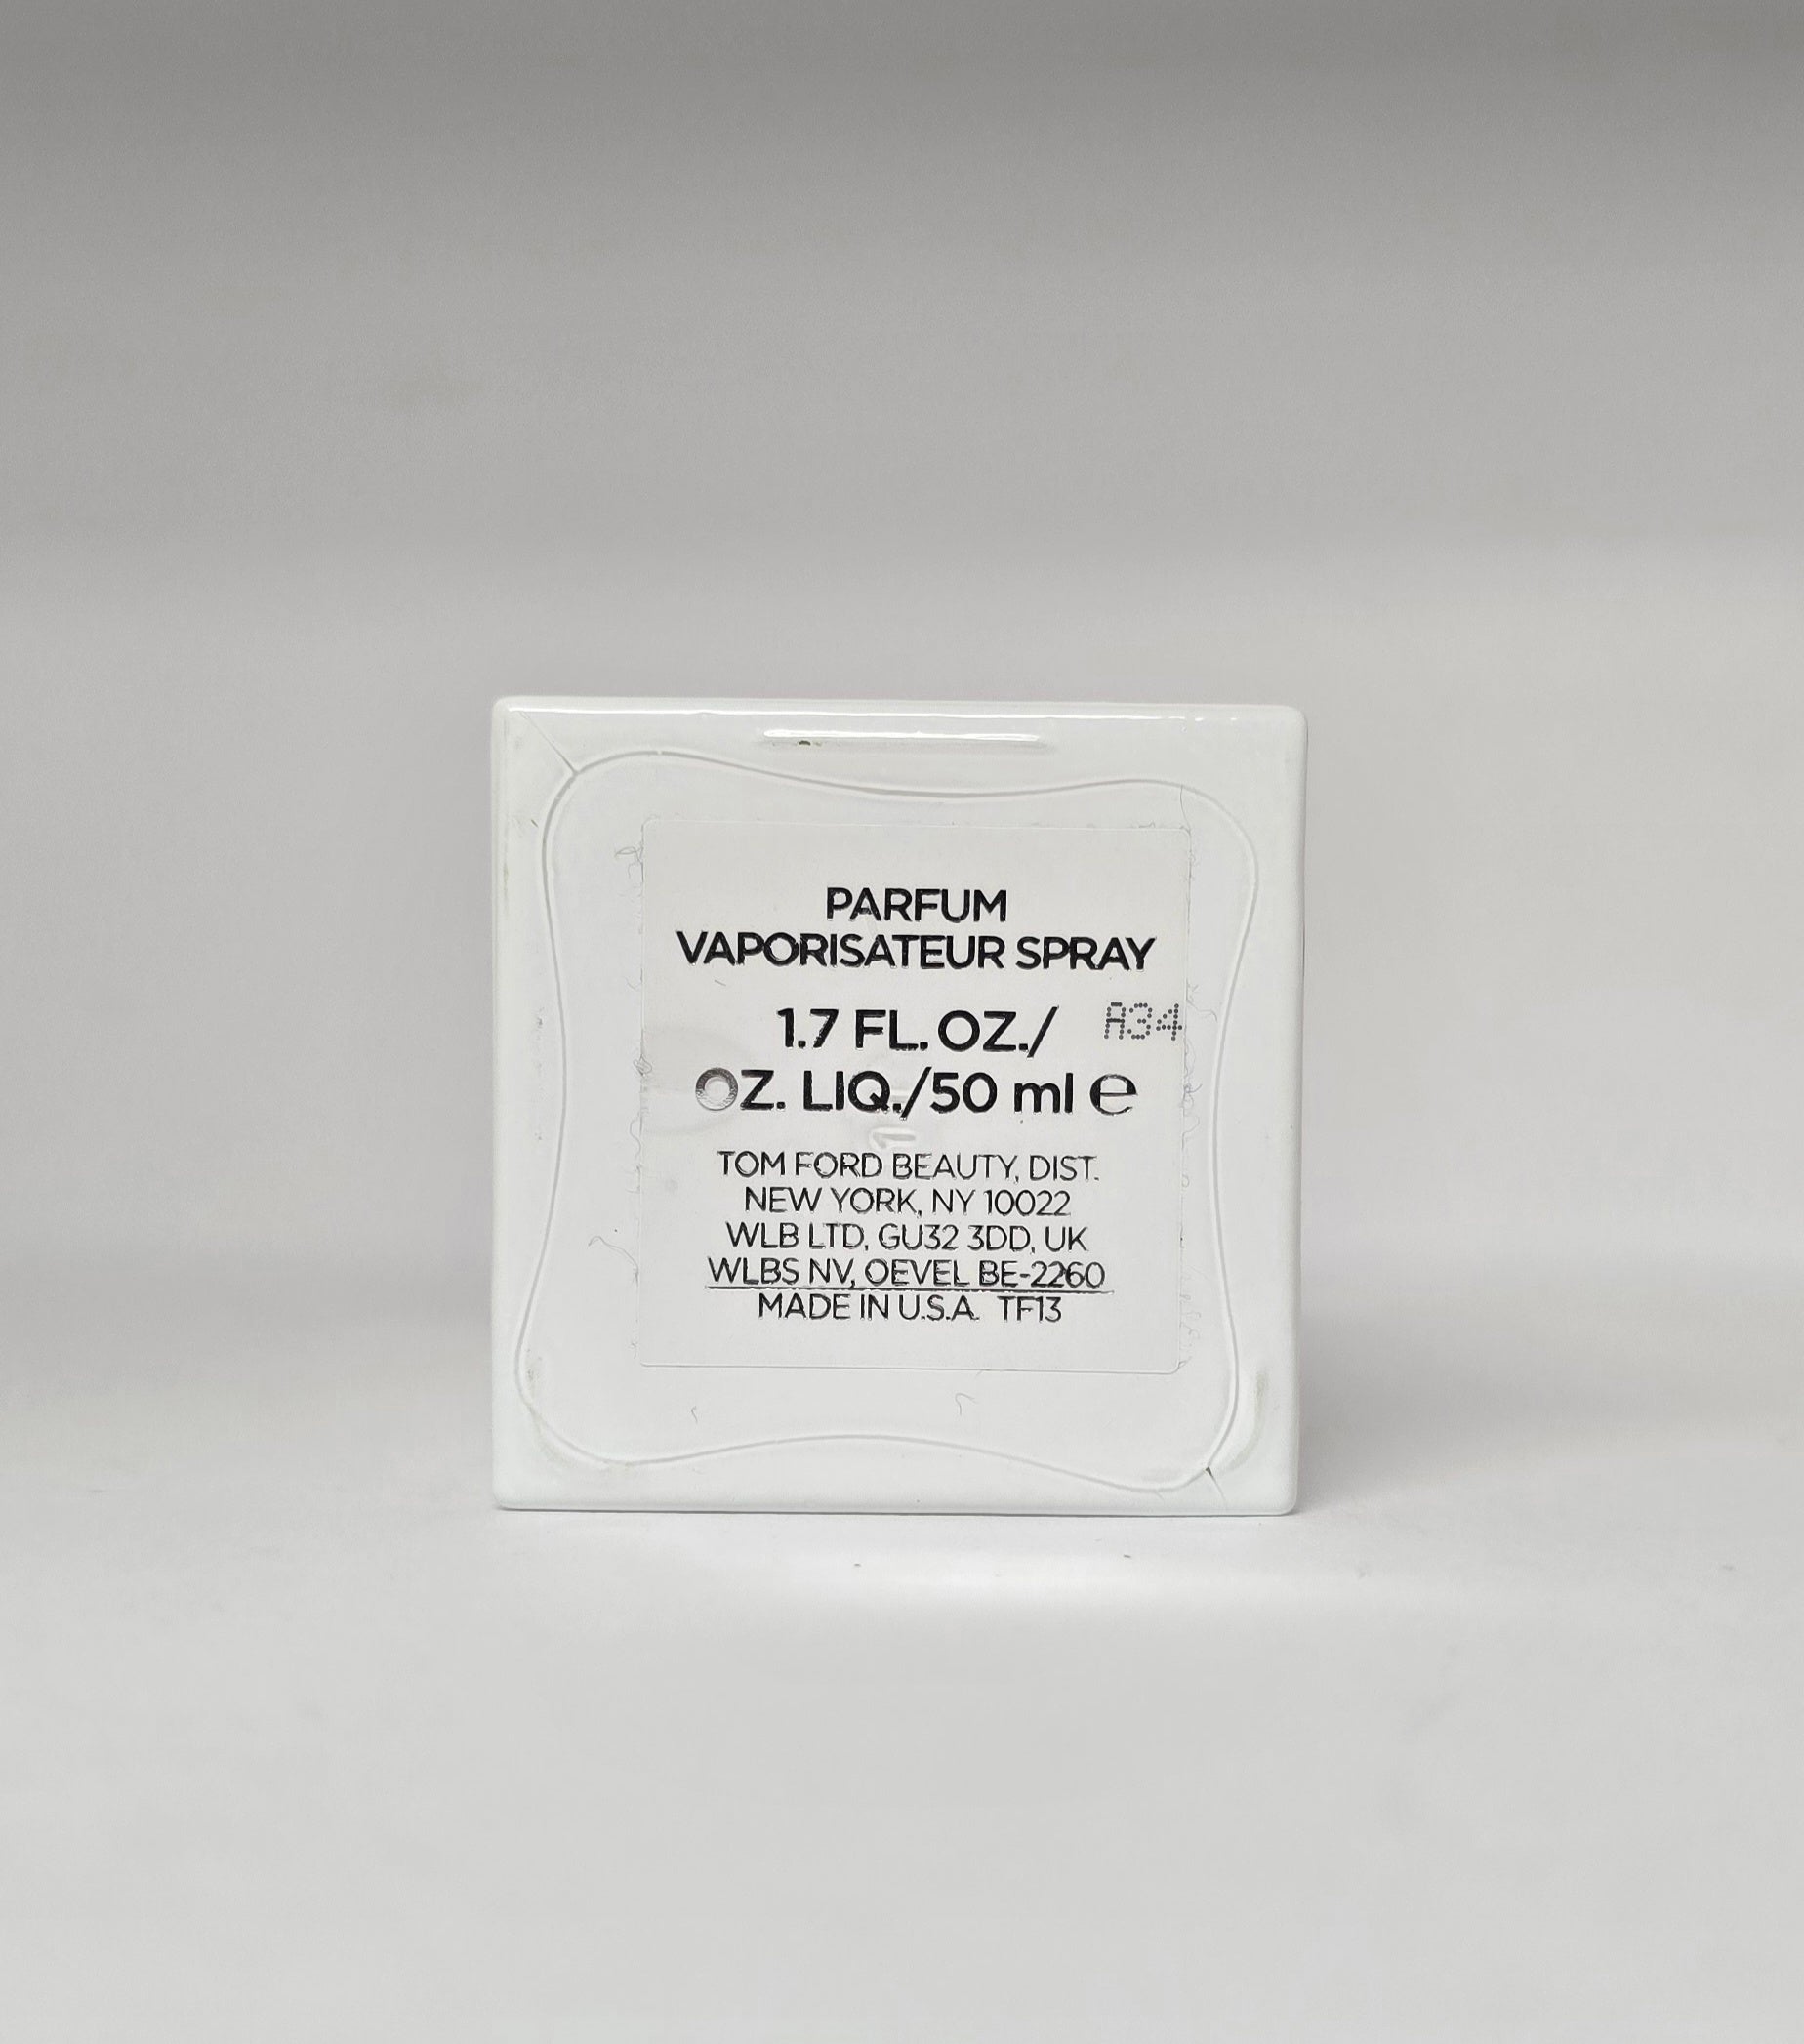 PARFUM
VAPORISATEUR SPRAY
1.7 FL. OZ./
A34
OZ. LIQ./50 ml ℮
TOM FORD BEAUTY, DIST.
NEW YORK, NY 10022
WLB LTD, GU32 3DD, UK
WLBS NV, OEVEL BE-2260
MADE IN U.S.A. TF13